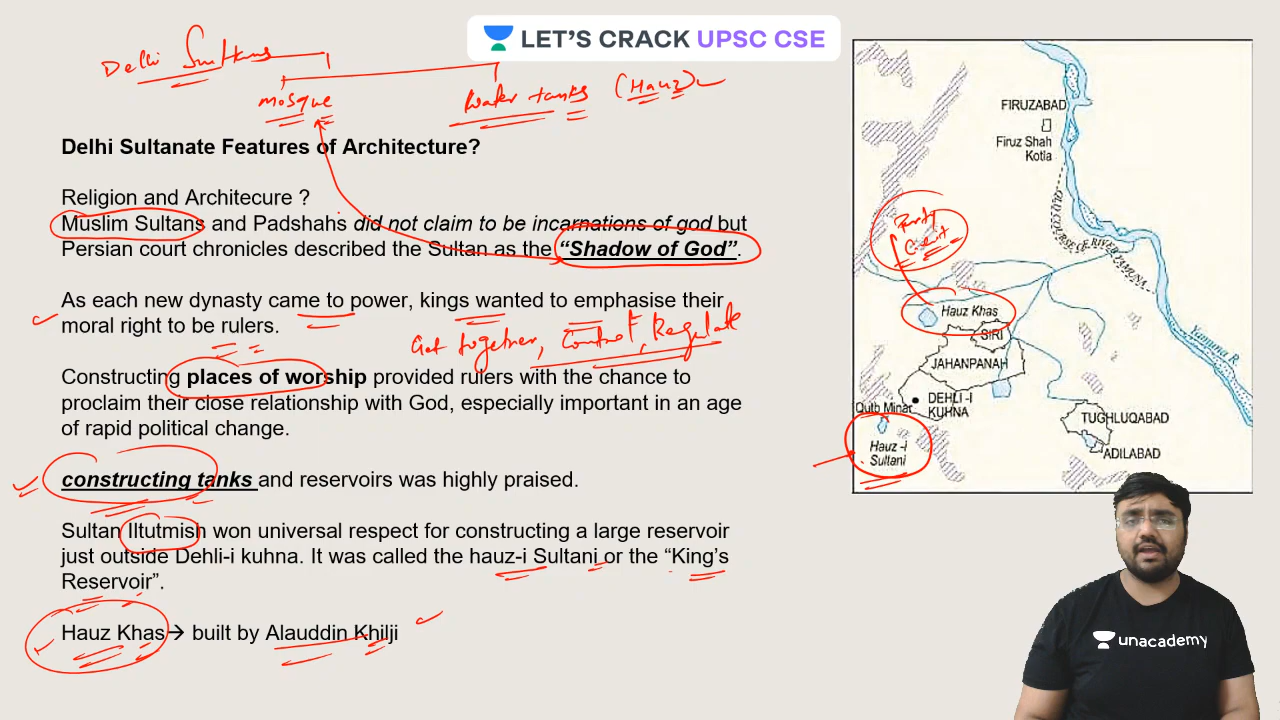 LET'S CRACK UPSC CSE
Delhi Sultans
mosque
water tanks (Hauz)
Delhi Sultanate Features of Architecture?
Religion and Architecure ?
Muslim Sultans and Padshahs did not claim to be incarnations of god but
Persian court chronicles described the Sultan as the “Shadow of God”.
As each new dynasty came to power, kings wanted to emphasise their
moral right to be rulers.
Get together, Control, Regulate
Constructing places of worship provided rulers with the chance to
proclaim their close relationship with God, especially important in an age
of rapid political change.
constructing tanks and reservoirs was highly praised.
Sultan Iltutmish won universal respect for constructing a large reservoir
just outside Dehli-i kuhna. It was called the hauz-i Sultani or the “King’s
Reservoir”.
Hauz Khas→ built by Alauddin Khilji
FIRUZABAD
Firuz Shah
Kotla
OLD COURSE OF RIVER YAMUNA
Yamuna R.
Hauz Khas
SIRI
JAHANPANAH
DEHLI -I
KUHNA
Qutb Minar
Hauz -i
Sultani
TUGHLUQABAD
ADILABAD
unacademy